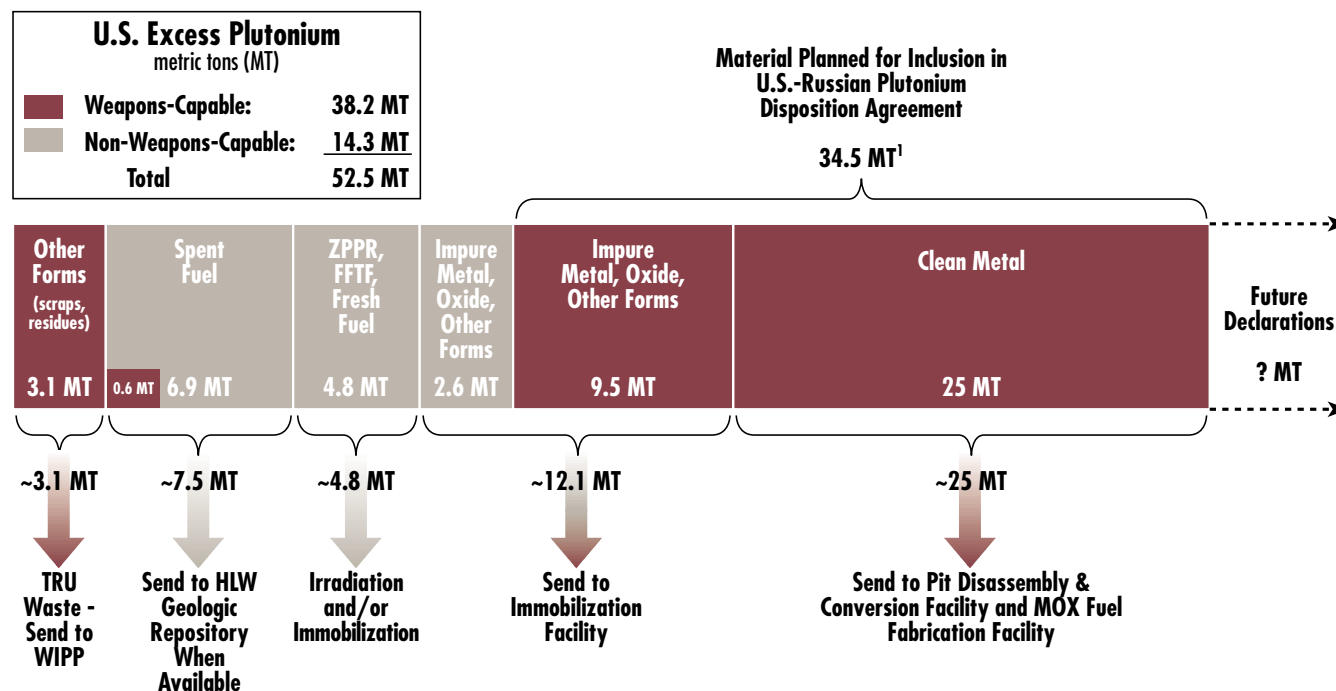 U.S. Excess Plutonium
metric tons (MT)
Weapons-Capable: 38.2 MT
Non-Weapons-Capable: 14.3 MT
Total 52.5 MT
Material Planned for Inclusion in
U.S.-Russian Plutonium
Disposition Agreement
34.5 MT¹
Other
Forms
(scraps,
residues)
3.1 MT
Spent
Fuel
0.6 MT
6.9 MT
ZPPR,
FFTF,
Fresh
Fuel
4.8 MT
Impure
Metal,
Oxide,
Other
Forms
2.6 MT
Impure
Metal, Oxide,
Other Forms
9.5 MT
Clean Metal
25 MT
Future
Declarations
? MT
~3.1 MT
~7.5 MT
~4.8 MT
~12.1 MT
~25 MT
TRU
Waste -
Send to
WIPP
Send to HLW
Geologic
Repository
When
Available
Irradiation
and/or
Immobilization
Send to
Immobilization
Facility
Send to Pit Disassembly &
Conversion Facility and MOX Fuel
Fabrication Facility